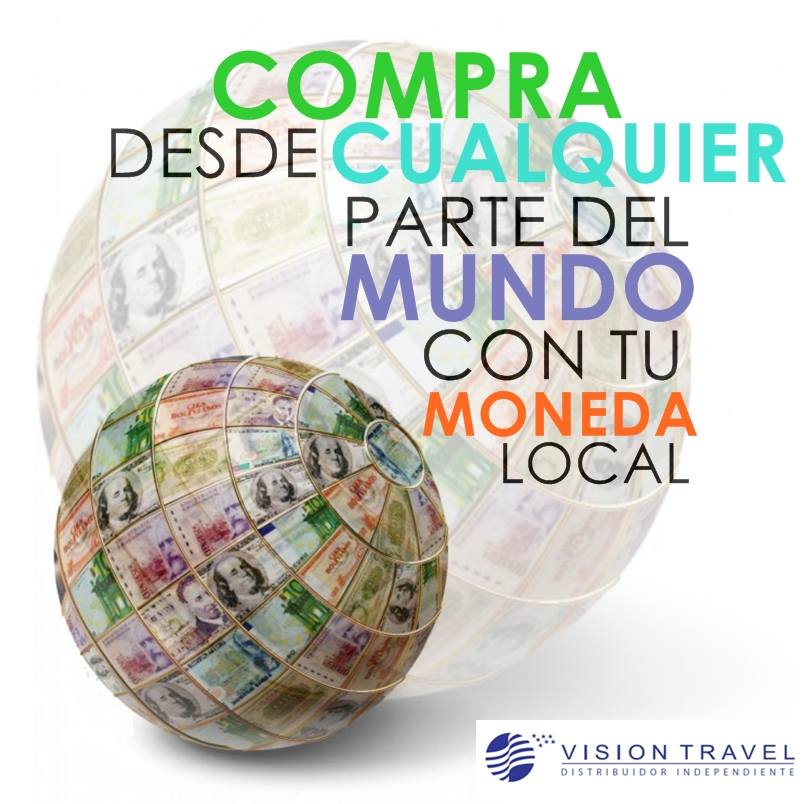 COMPRA
DESDE CUALQUIER
PARTE DEL
MUNDO
CON TU
MONEDA
LOCAL
VISION TRAVEL
DISTRIBUIDOR INDEPENDIENTE